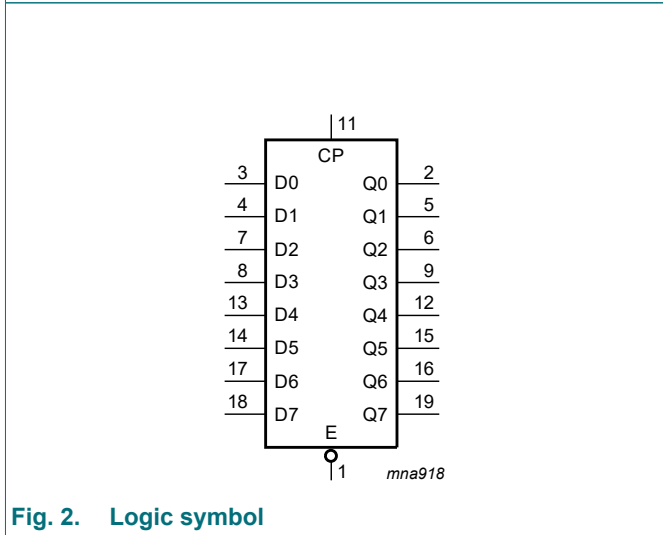 11
CP
3 D0 Q0 2
4 D1 Q1 5
7 D2 Q2 6
8 D3 Q3 9
13 D4 Q4 12
14 D5 Q5 15
17 D6 Q6 16
18 D7 Q7 19
E
1 mna918
Fig. 2. Logic symbol